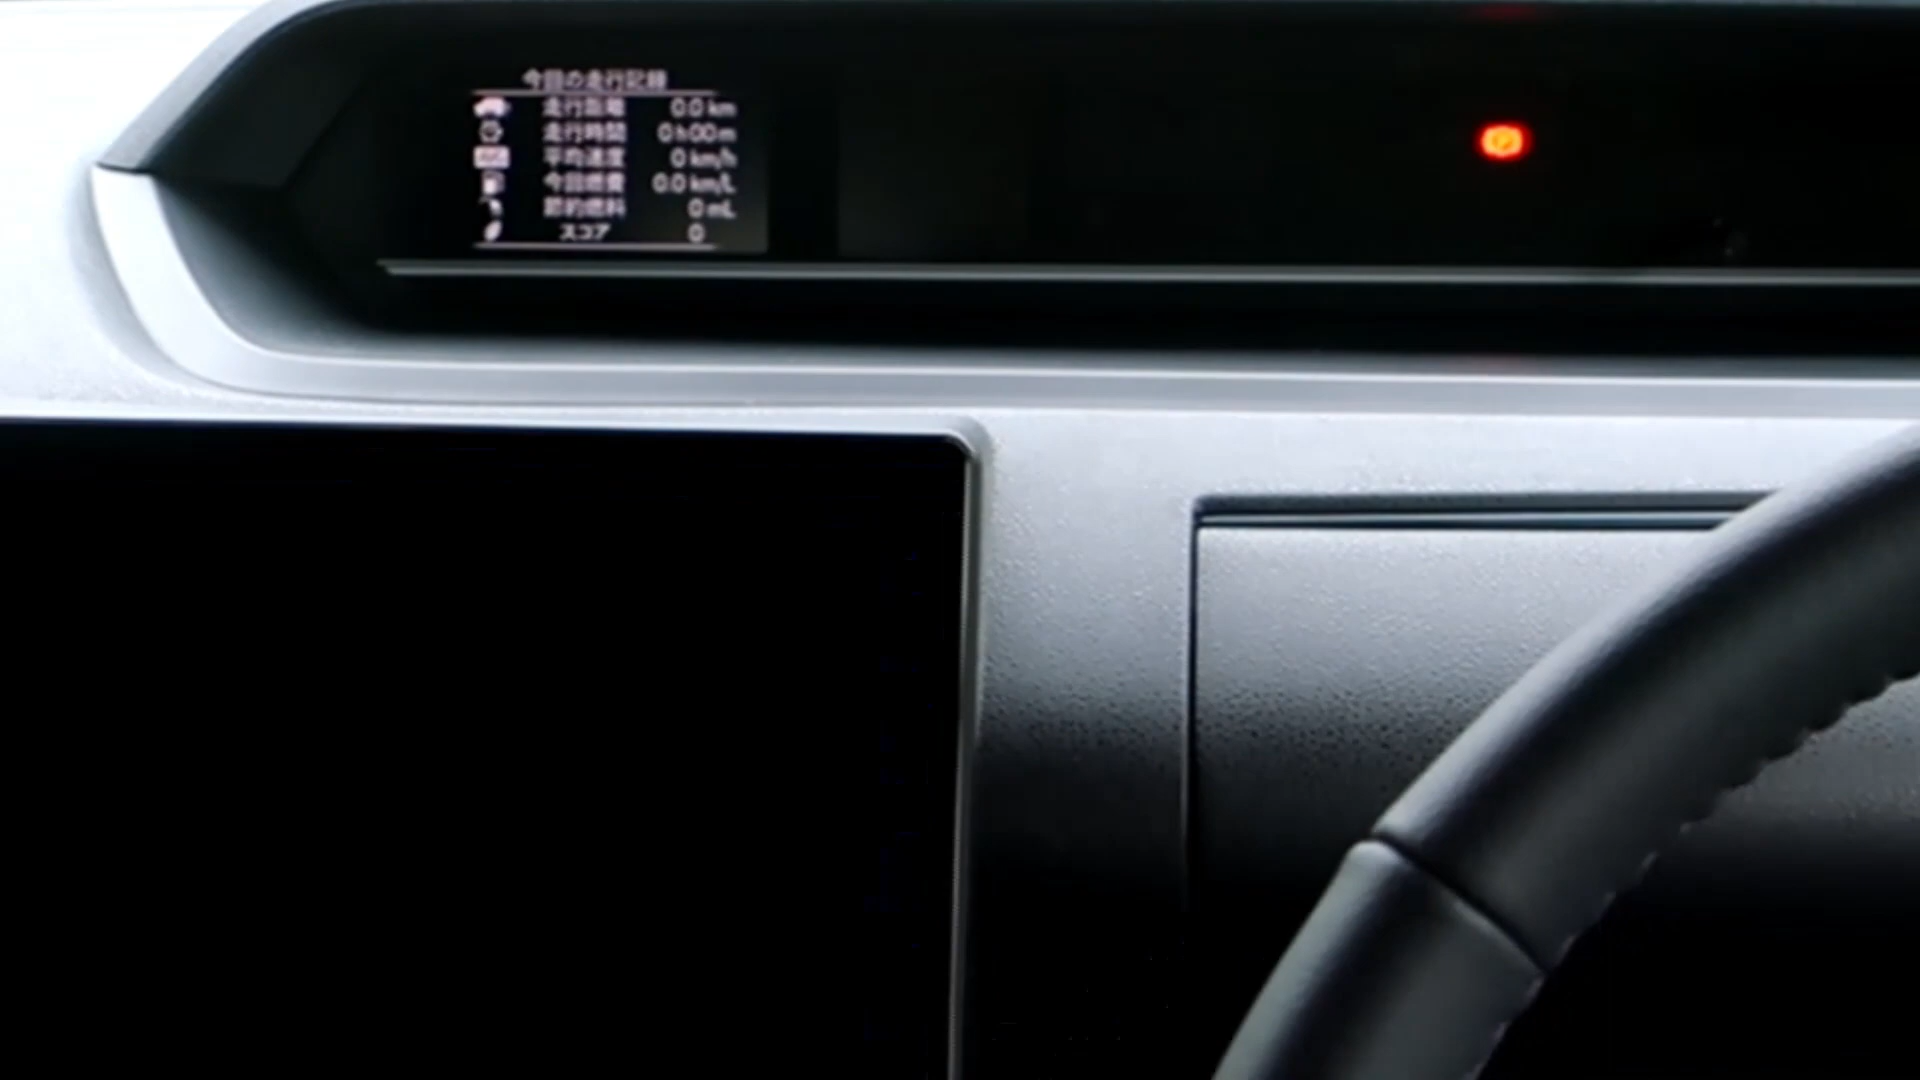 今回の走行記録
走行距離 0.0 km
走行時間 0h00m
平均速度 0 km/h
今回燃費 0.0 km/L
節約燃料 0 mL
スコア 0